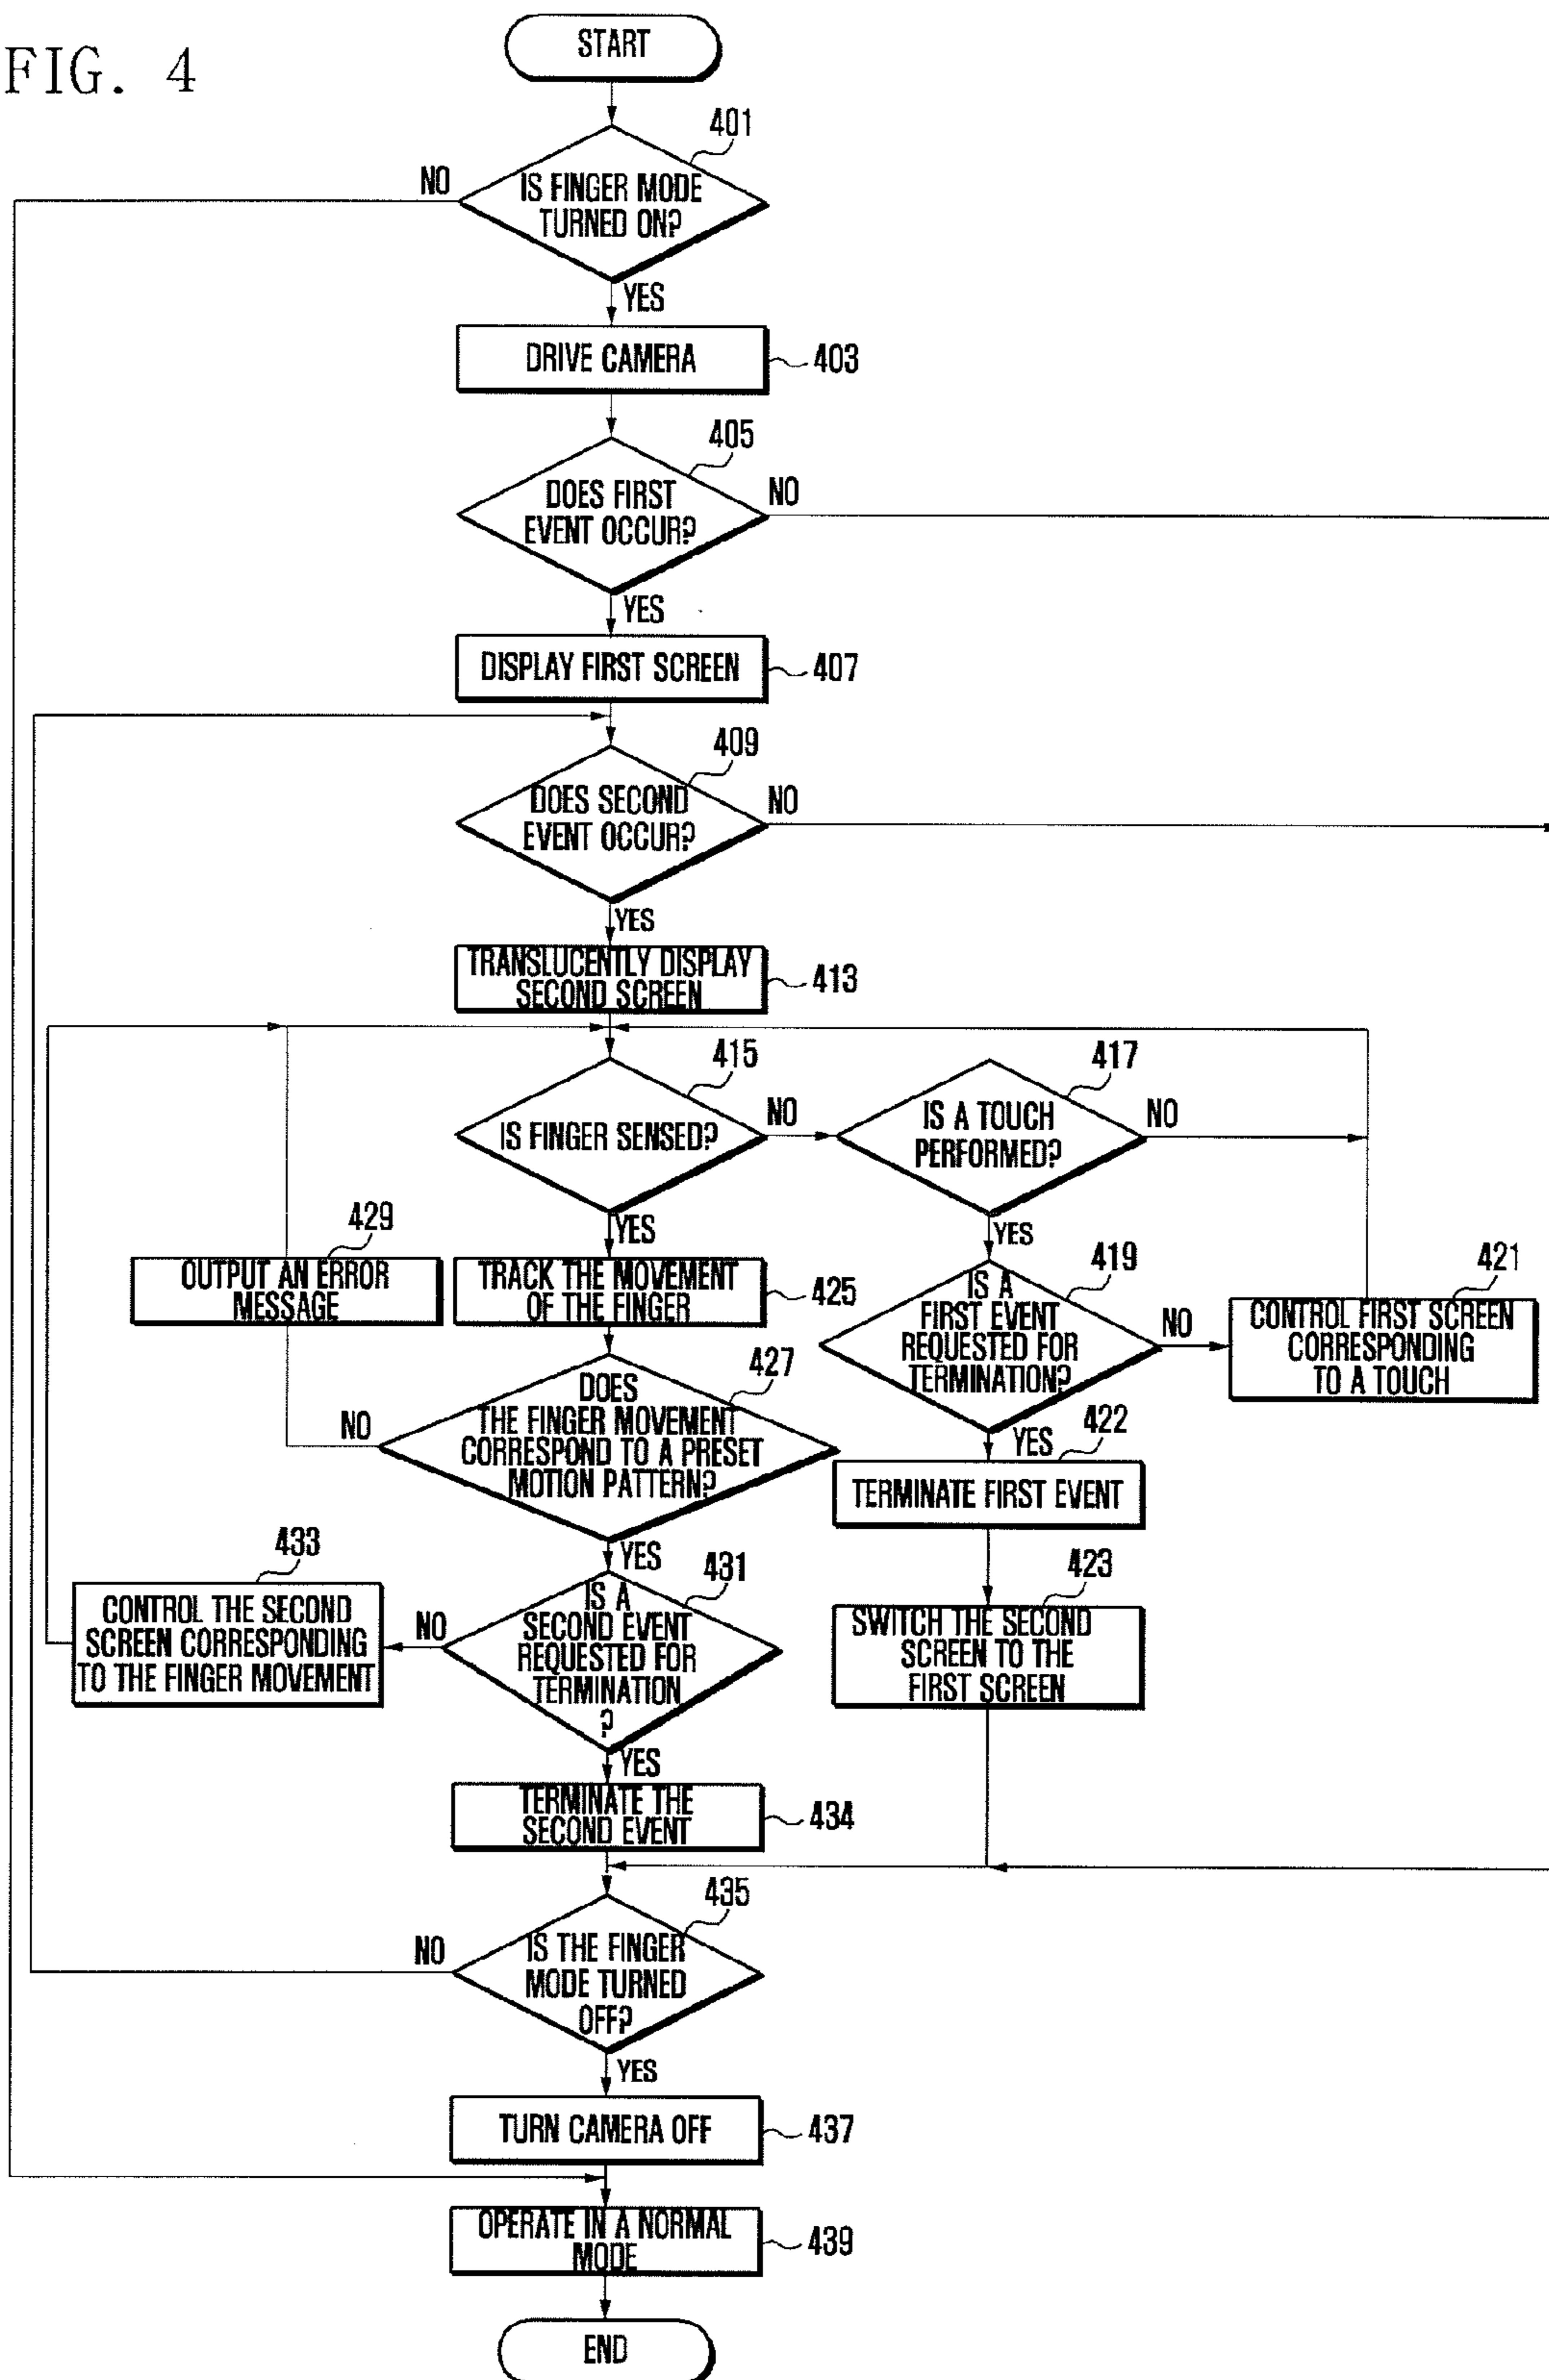 FIG. 4
START
401
IS FINGER MODE
TURNED ON?
NO
YES
DRIVE CAMERA
403
405
DOES FIRST
EVENT OCCUR?
NO
YES
DISPLAY FIRST SCREEN
407
409
DOES SECOND
EVENT OCCUR?
NO
YES
TRANSLUCENTLY DISPLAY
SECOND SCREEN
413
415
IS FINGER SENSED?
NO
YES
417
IS A TOUCH
PERFORMED?
NO
YES
429
OUTPUT AN ERROR
MESSAGE
TRACK THE MOVEMENT
OF THE FINGER
425
419
IS A
FIRST EVENT
REQUESTED FOR
TERMINATION?
NO
YES
421
CONTROL FIRST SCREEN
CORRESPONDING
TO A TOUCH
427
DOES
THE FINGER MOVEMENT
CORRESPOND TO A PRESET
MOTION PATTERN?
NO
YES
422
TERMINATE FIRST EVENT
433
CONTROL THE SECOND
SCREEN CORRESPONDING
TO THE FINGER MOVEMENT
431
IS A
SECOND EVENT
REQUESTED FOR
TERMINATION
?
NO
YES
423
SWITCH THE SECOND
SCREEN TO THE
FIRST SCREEN
TERMINATE THE
SECOND EVENT
434
435
IS THE FINGER
MODE TURNED
OFF?
NO
YES
TURN CAMERA OFF
437
OPERATE IN A NORMAL
MODE
439
END